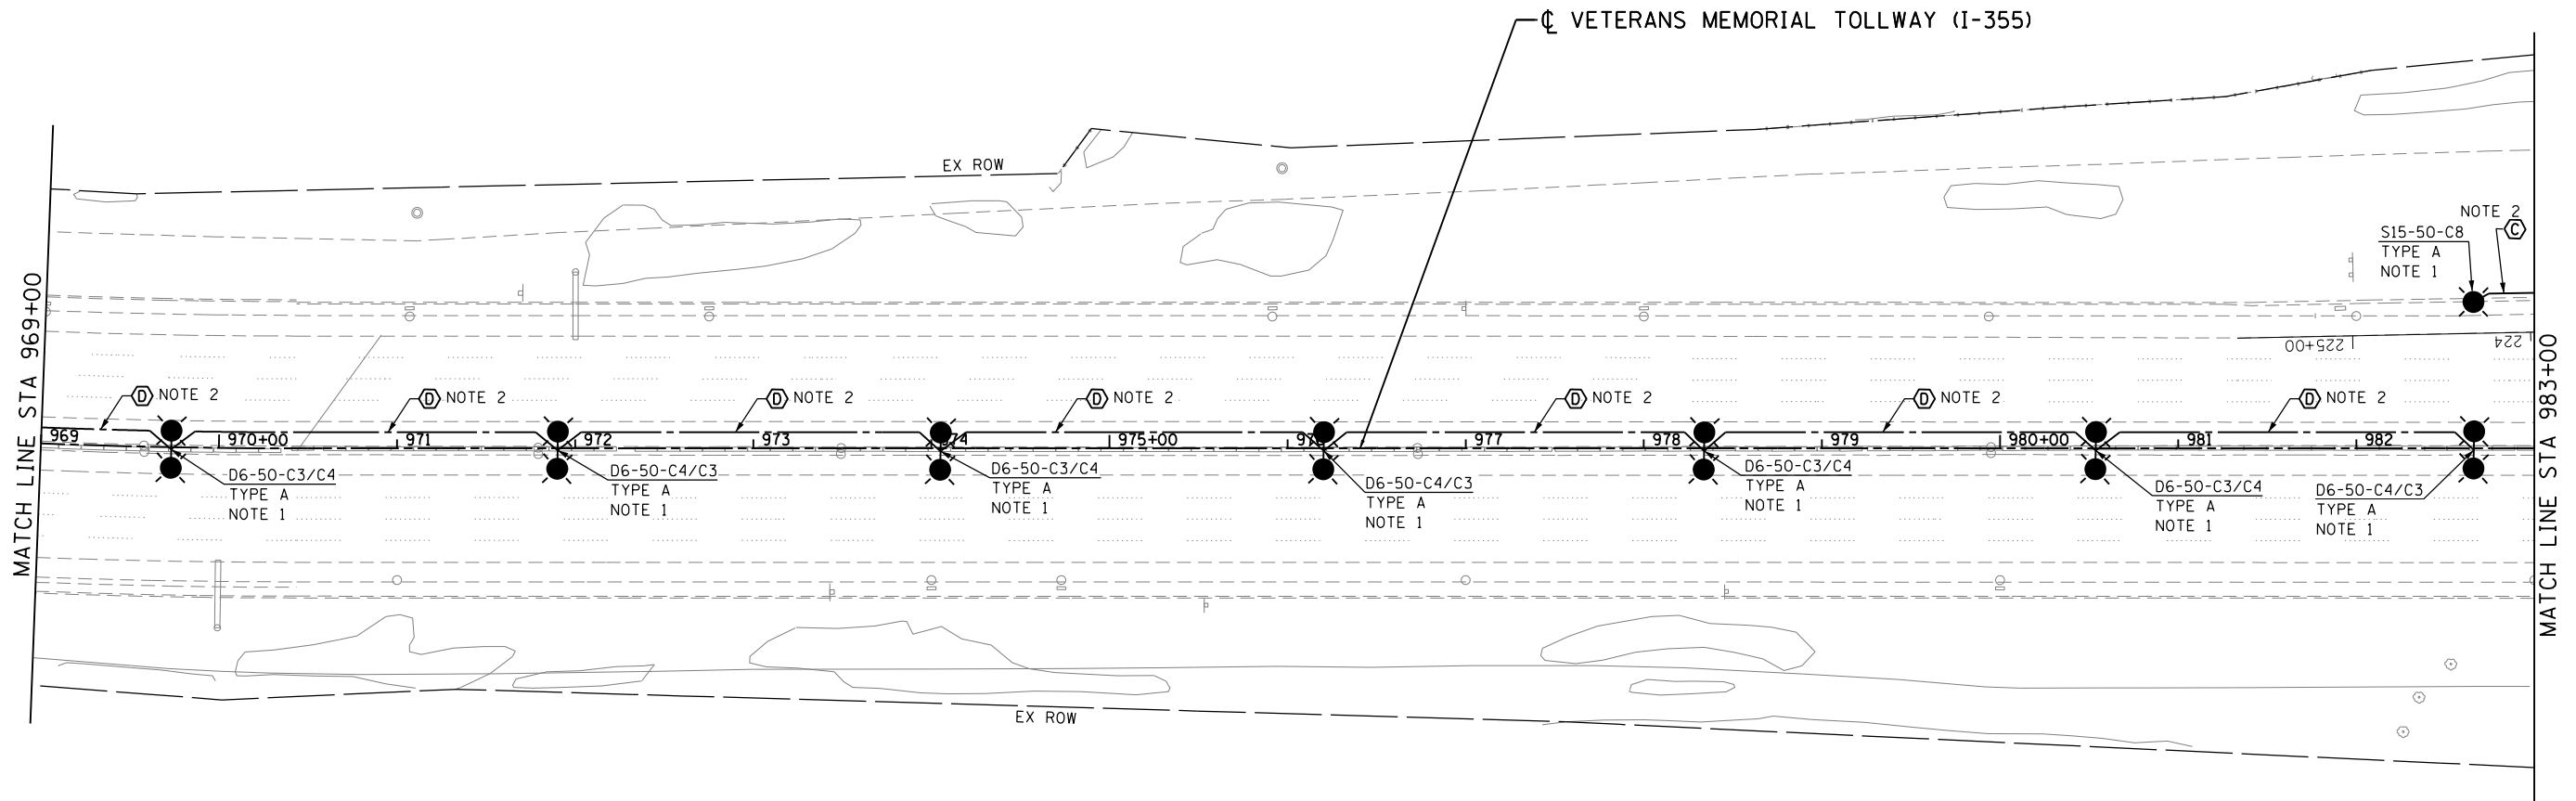 ℄ VETERANS MEMORIAL TOLLWAY (I-355)
EX ROW
NOTE 2
C
S15-50-C8
TYPE A
NOTE 1
225+00
224
MATCH LINE STA 969+00
MATCH LINE STA 983+00
D NOTE 2
D NOTE 2
D NOTE 2
D NOTE 2
D NOTE 2
D NOTE 2
D NOTE 2
969
970+00
971
972
973
974
975+00
977
978
979
980+00
981
982
D6-50-C3/C4
TYPE A
NOTE 1
D6-50-C4/C3
TYPE A
NOTE 1
D6-50-C3/C4
TYPE A
NOTE 1
D6-50-C4/C3
TYPE A
NOTE 1
D6-50-C3/C4
TYPE A
NOTE 1
D6-50-C3/C4
TYPE A
NOTE 1
D6-50-C4/C3
TYPE A
NOTE 1
EX ROW